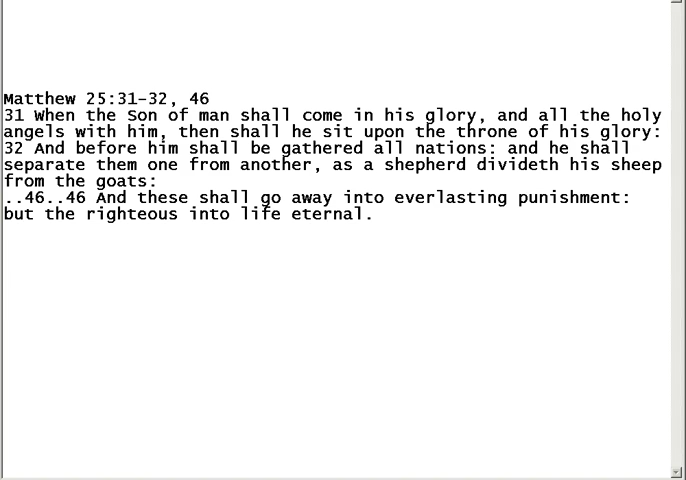 Matthew 25:31-32, 46
31 When the Son of man shall come in his glory, and all the holy
angels with him, then shall he sit upon the throne of his glory:
32 And before him shall be gathered all nations: and he shall
separate them one from another, as a shepherd divideth his sheep
from the goats:
..46..46 And these shall go away into everlasting punishment:
but the righteous into life eternal.